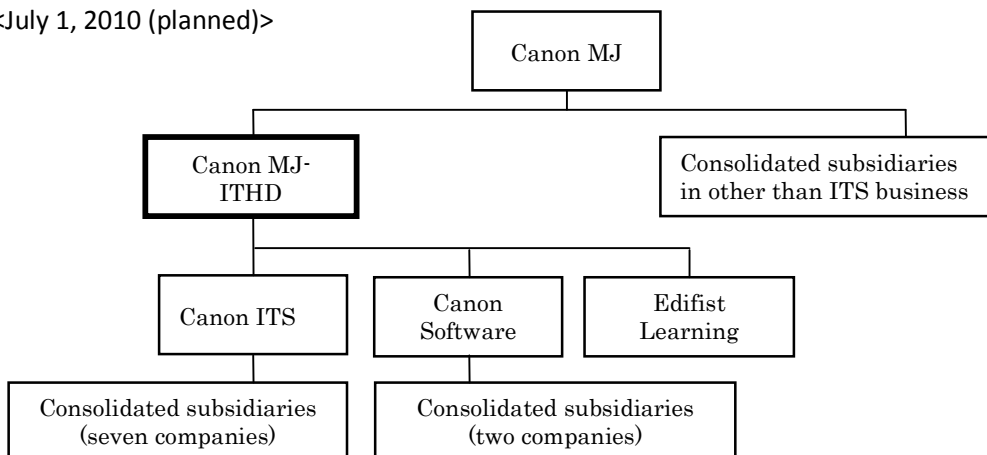 <July 1, 2010 (planned)>
Canon MJ
Canon MJ-
ITHD
Consolidated subsidiaries
in other than ITS business
Canon ITS
Canon
Software
Edifist
Learning
Consolidated subsidiaries
(seven companies)
Consolidated subsidiaries
(two companies)